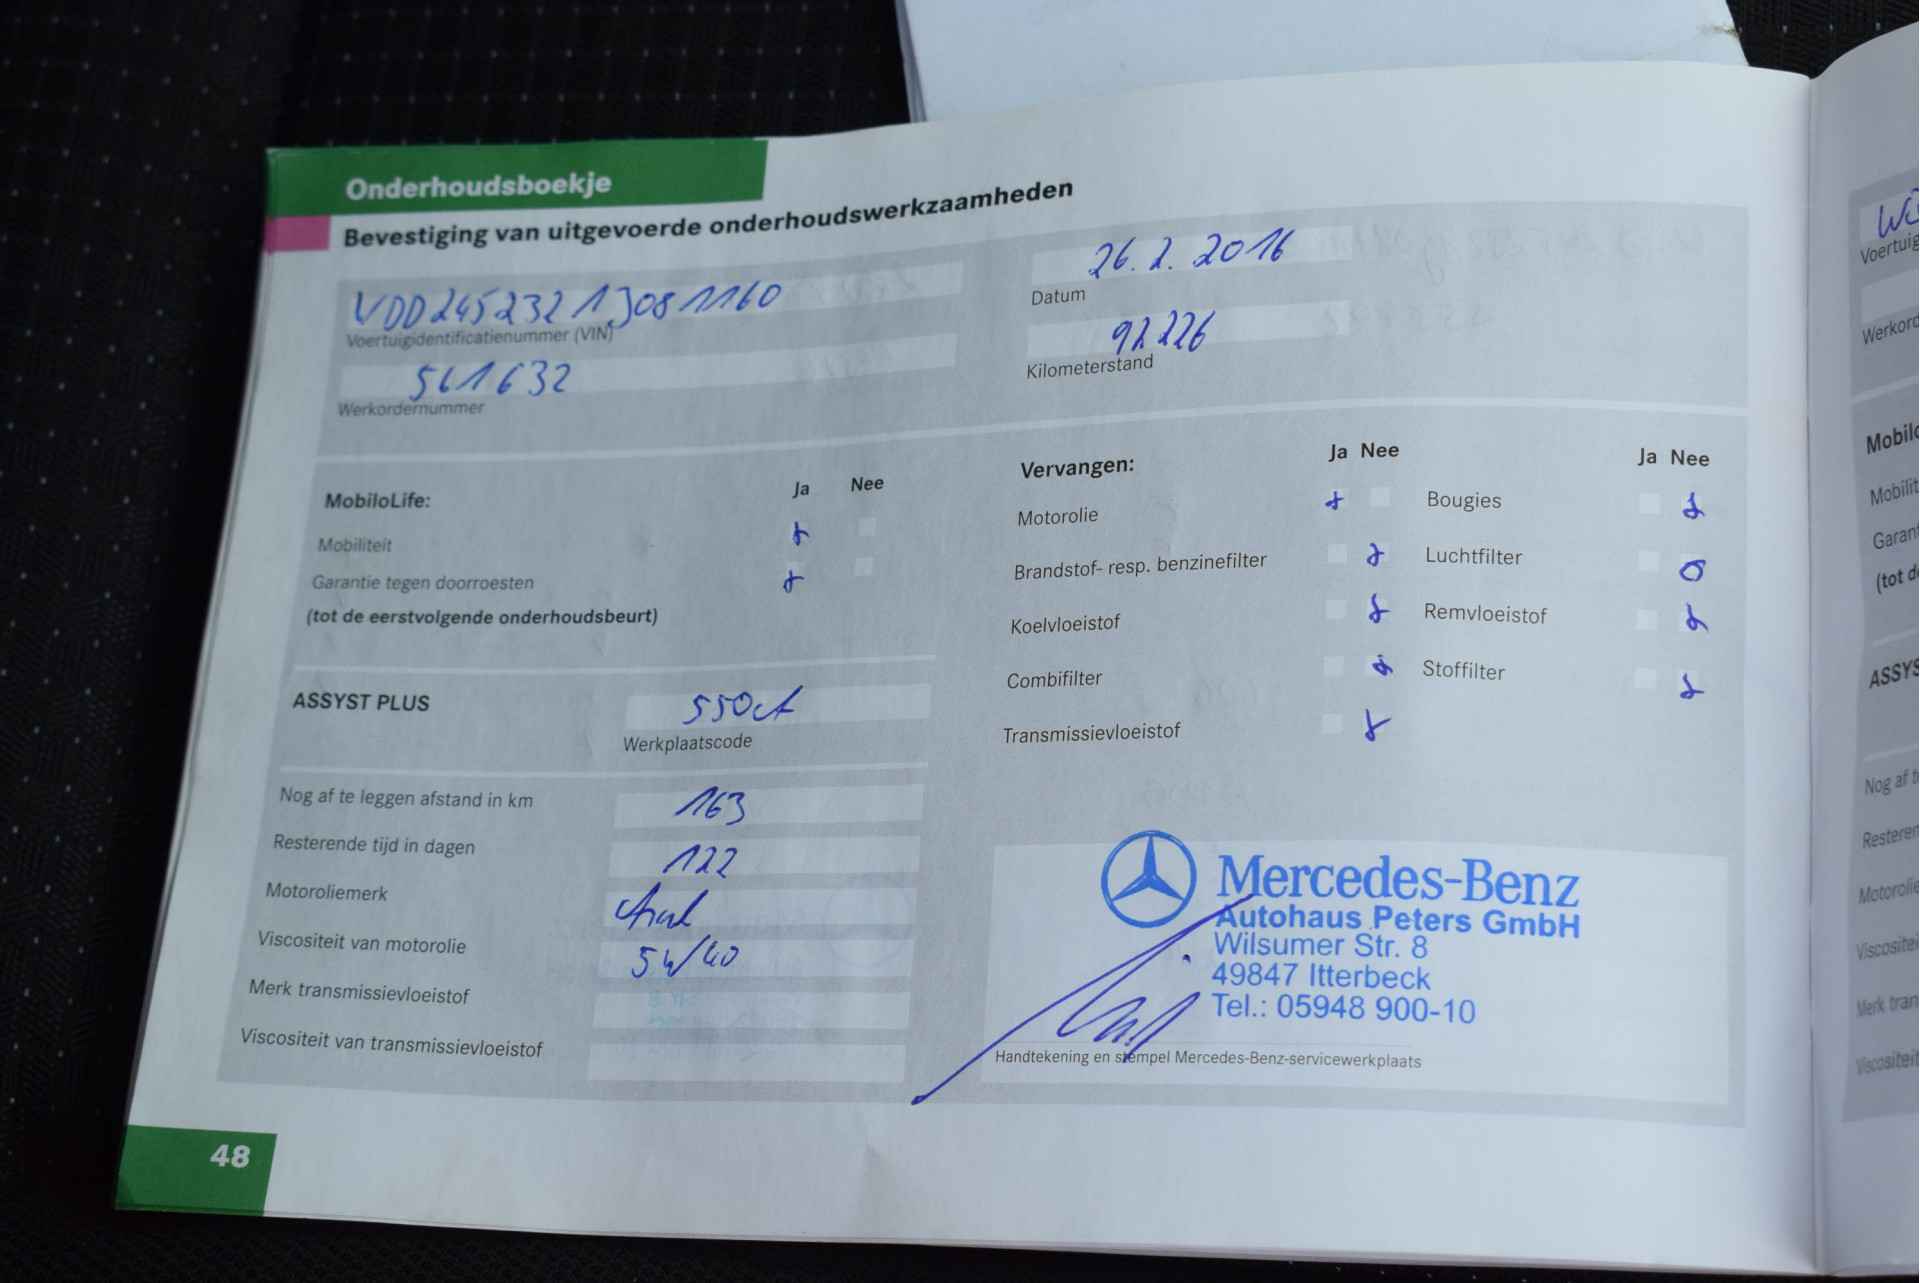 Onderhoudsboekje
Bevestiging van uitgevoerde onderhoudswerkzaamheden
WDD2452321J081160
Voertuigidentificatienummer (VIN)
26.2.2016
Datum
Werkordernummer
92226
Kilometerstand
MobiloLife:
Ja Nee
Mobiliteit
Garantie tegen doorroesten
(tot de eerstvolgende onderhoudsbeurt)
ASSYST PLUS
Werkplaatscode
Nog af te leggen afstand in km 163
Resterende tijd in dagen 122
Motoroliemerk
Viscositeit van motorolie 5W/40
Merk transmissievloeistof
Viscositeit van transmissievloeistof
Vervangen: Ja Nee Ja Nee
Motorolie Bougies
Brandstof- resp. benzinefilter Luchtfilter
Koelvloeistof Remvloeistof
Combifilter Stoffilter
Transmissievloeistof
Mercedes-Benz
Autohaus Peters GmbH
Wilsumer Str. 8
49847 Itterbeck
Tel.: 05948 900-10
Handtekening en stempel Mercedes-Benz-servicewerkplaats
48